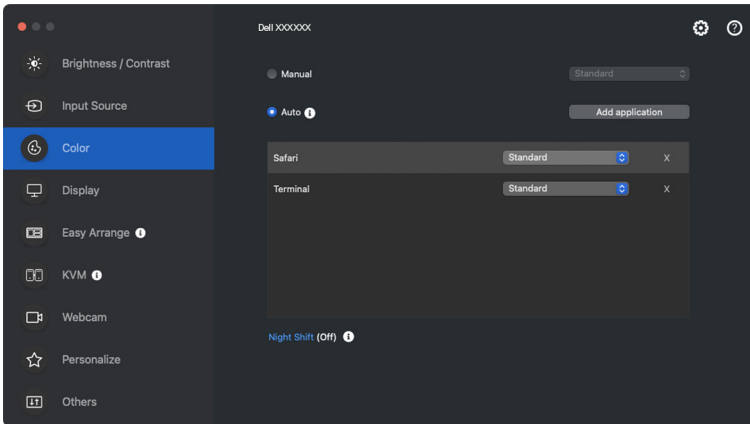 Dell XXXXXX
Brightness / Contrast
Input Source
Color
Display
Easy Arrange
KVM
Webcam
Personalize
Others
Manual
Standard
Auto
Add application
Safari
Standard
X
Terminal
Standard
X
Night Shift (Off)